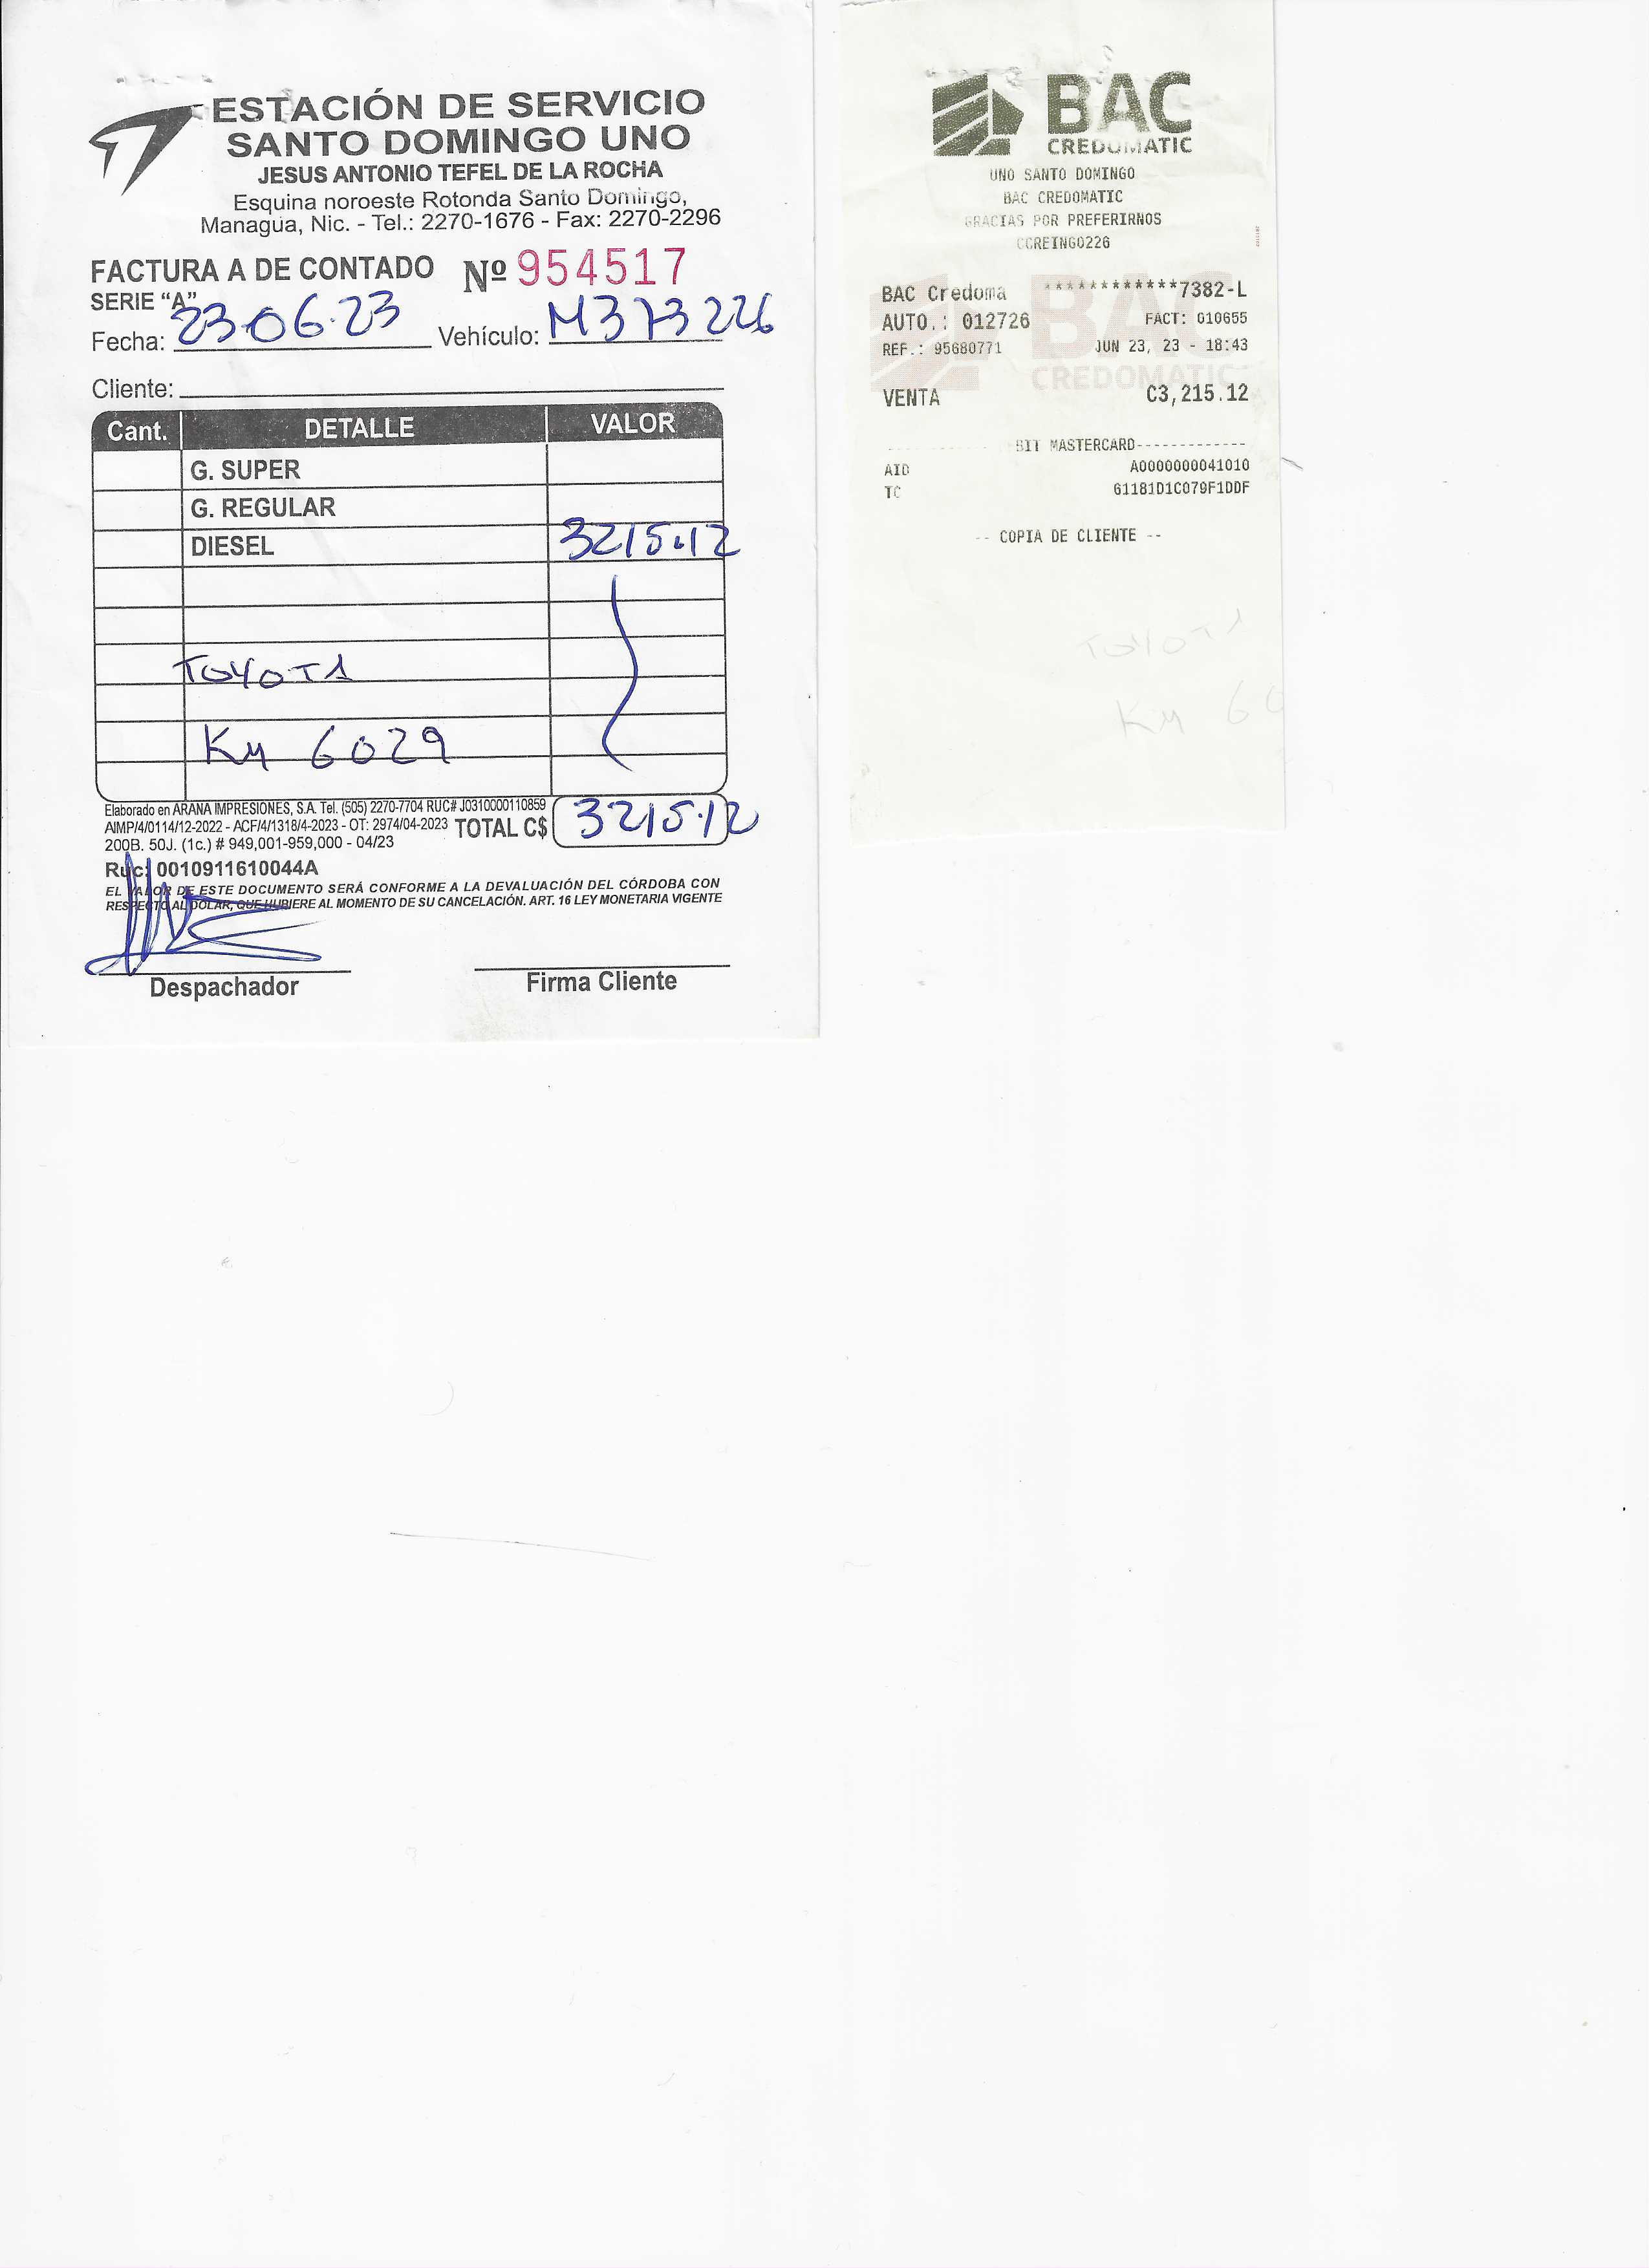 ESTACIÓN DE SERVICIO
SANTO DOMINGO UNO
JESUS ANTONIO TEFEL DE LA ROCHA
Esquina noroeste Rotonda Santo Domingo,
Managua, Nic. - Tel.: 2270-1676 - Fax: 2270-2296
FACTURA A DE CONTADO Nº 954517
SERIE "A"
Fecha: 23-06-23 Vehículo: M373226
Cliente:
Cant. DETALLE VALOR
G. SUPER
G. REGULAR
DIESEL 3215.12
TOYOTA
KM 6029
Elaborado en ARANA IMPRESIONES, S.A. Tel. (505) 2270-7704 RUC# J0310000110859
AIMP/4/0114/12-2022 - ACF/4/1318/4-2023 - OT: 2974/04-2023 TOTAL C$ 3215.12
200B. 50J. (1c.) # 949,001-959,000 - 04/23
Ruc: 0010911610044A
EL VALOR DE ESTE DOCUMENTO SERÁ CONFORME A LA DEVALUACIÓN DEL CÓRDOBA CON
RESPECTO AL DOLAR, QUE HUBIERE AL MOMENTO DE SU CANCELACIÓN. ART. 16 LEY MONETARIA VIGENTE
Despachador Firma Cliente
BAC
CREDOMATIC
UNO SANTO DOMINGO
BAC CREDOMATIC
GRACIAS POR PREFERIRNOS
CCREING0226
BAC Credoma ************7382-L
AUTO.: 012726 FACT: 010655
REF.: 95680771 JUN 23, 23 - 18:43
VENTA C3,215.12
BIT MASTERCARD-------------
AID A0000000041010
TC 61181D1C079F1DDF
-- COPIA DE CLIENTE --
TOYOTA
KM 60